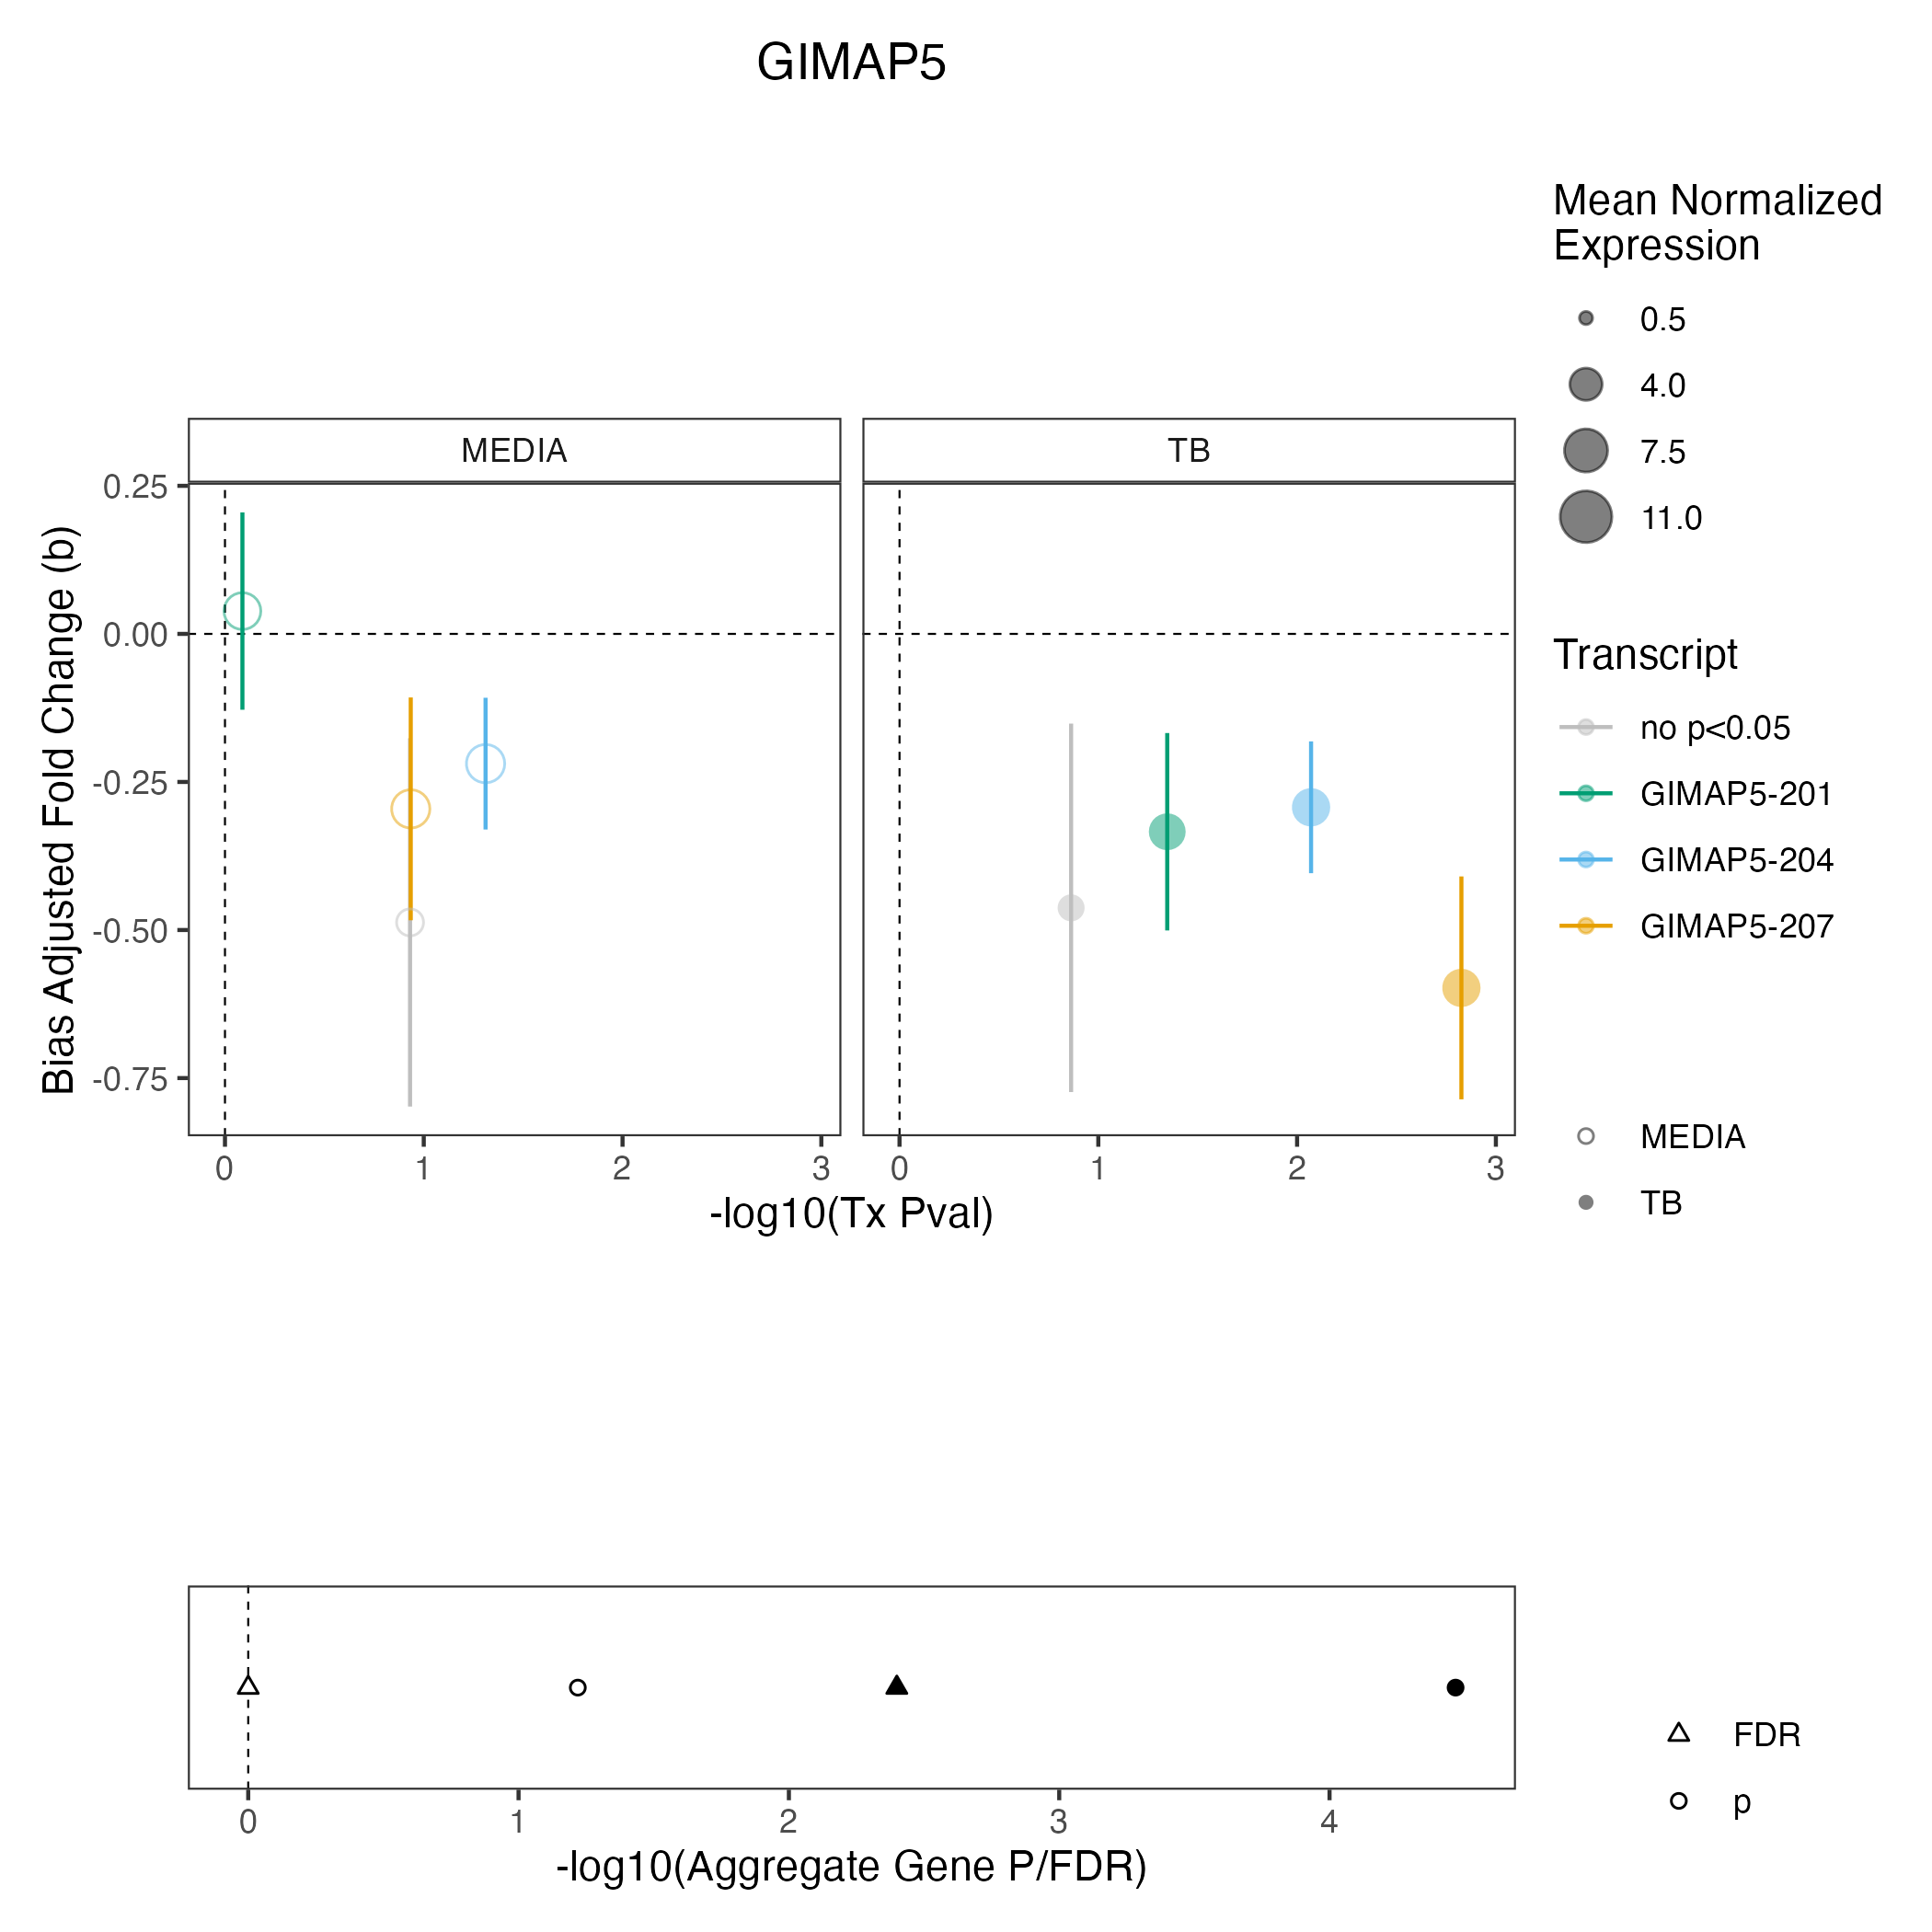 GIMAP5
Mean Normalized
Expression
0.5
4.0
7.5
11.0
MEDIA
TB
0.25
0.00
-0.25
-0.50
-0.75
Bias Adjusted Fold Change (b)
0 1 2 3
0 1 2 3
-log10(Tx Pval)
Transcript
no p<0.05
GIMAP5-201
GIMAP5-204
GIMAP5-207
MEDIA
TB
0 1 2 3 4
-log10(Aggregate Gene P/FDR)
FDR
p